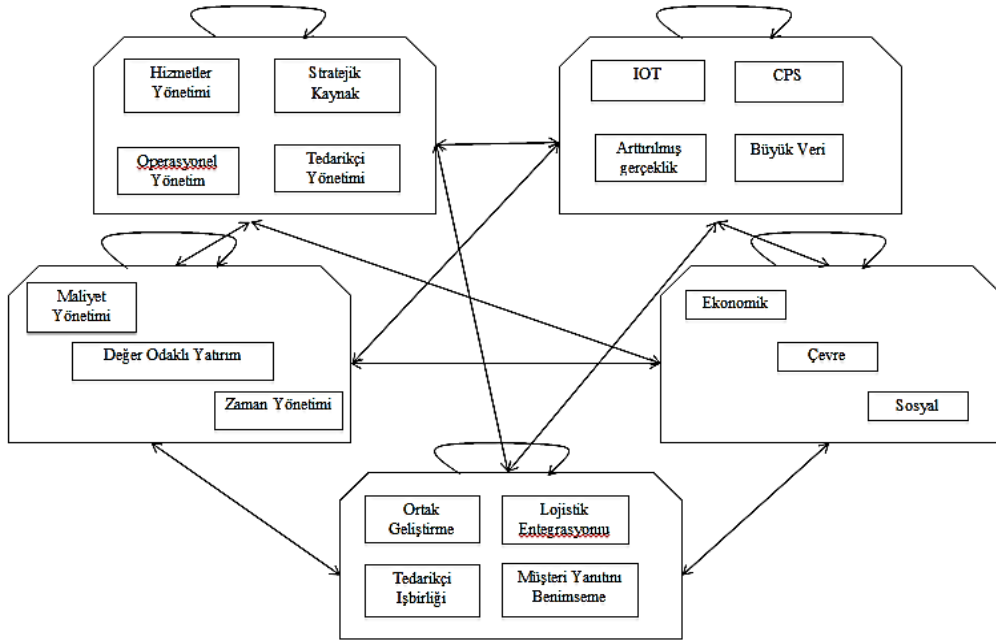 Hizmetler
Yönetimi
Stratejik
Kaynak
Operasyonel
Yönetim
Tedarikçi
Yönetimi
IOT
CPS
Arttırılmış
gerçeklik
Büyük Veri
Maliyet
Yönetimi
Değer Odaklı Yatırım
Zaman Yönetimi
Ekonomik
Çevre
Sosyal
Ortak
Geliştirme
Lojistik
Entegrasyonu
Tedarikçi
Işbirliği
Müşteri Yanıtını
Benimseme